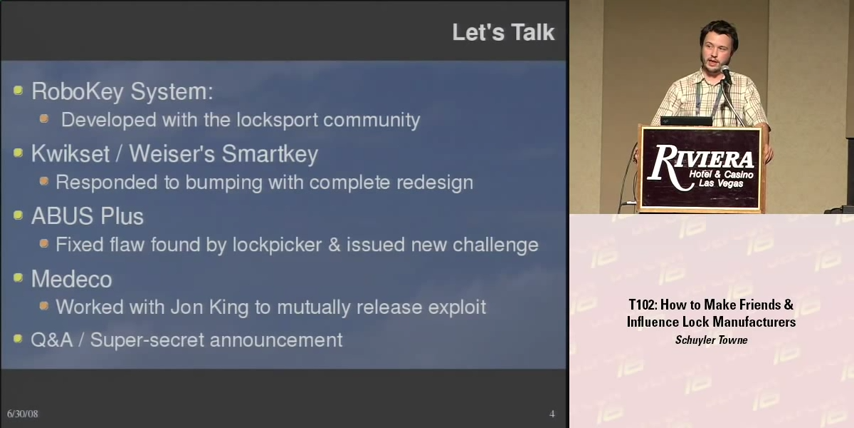 Let's Talk
RoboKey System:
Developed with the locksport community
Kwikset / Weiser's Smartkey
Responded to bumping with complete redesign
ABUS Plus
Fixed flaw found by lockpicker & issued new challenge
Medeco
Worked with Jon King to mutually release exploit
Q&A / Super-secret announcement
6/30/08
4
RIVIERA
Hotel & Casino
Las Vegas
T102: How to Make Friends &
Influence Lock Manufacturers
Schuyler Towne